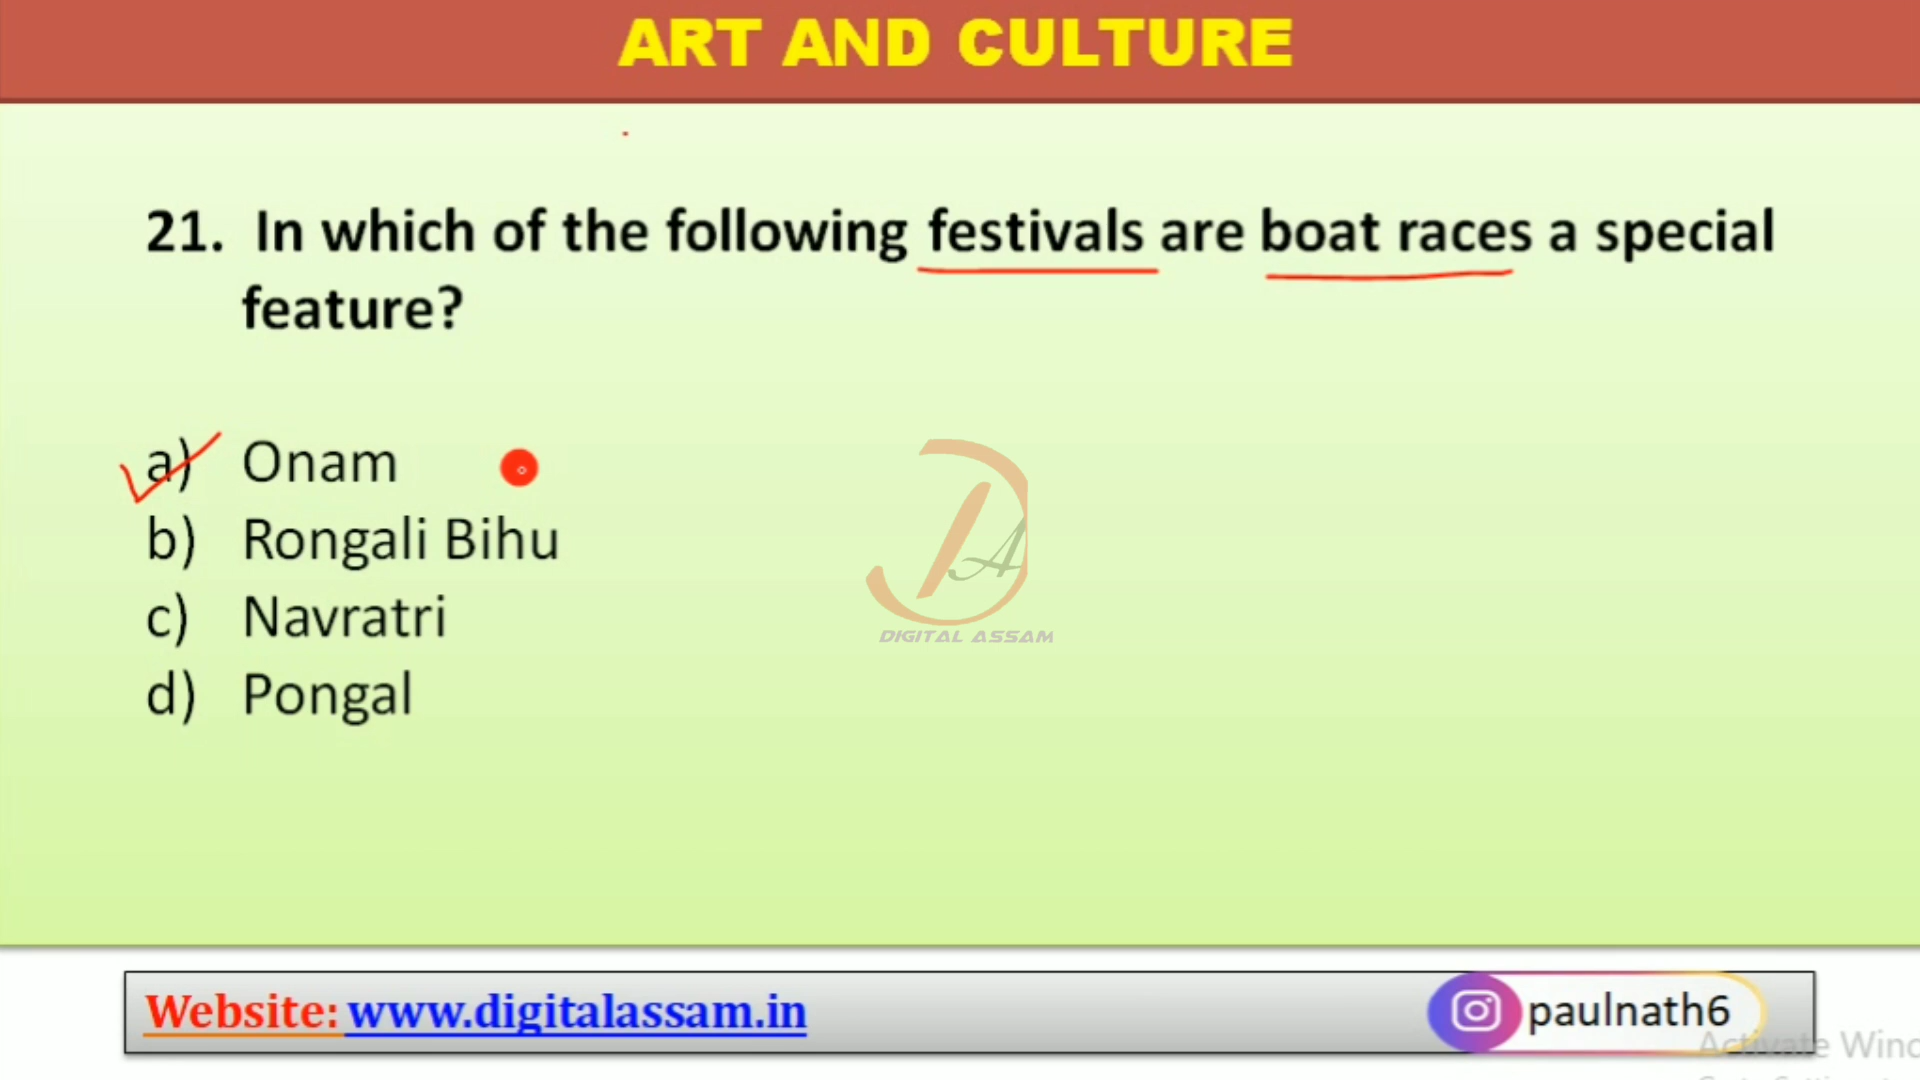 ART AND CULTURE
21. In which of the following festivals are boat races a special
feature?
a) Onam
b) Rongali Bihu
c) Navratri
d) Pongal
DA
DIGITAL ASSAM
Website: www.digitalassam.in
paulnath6
Activate